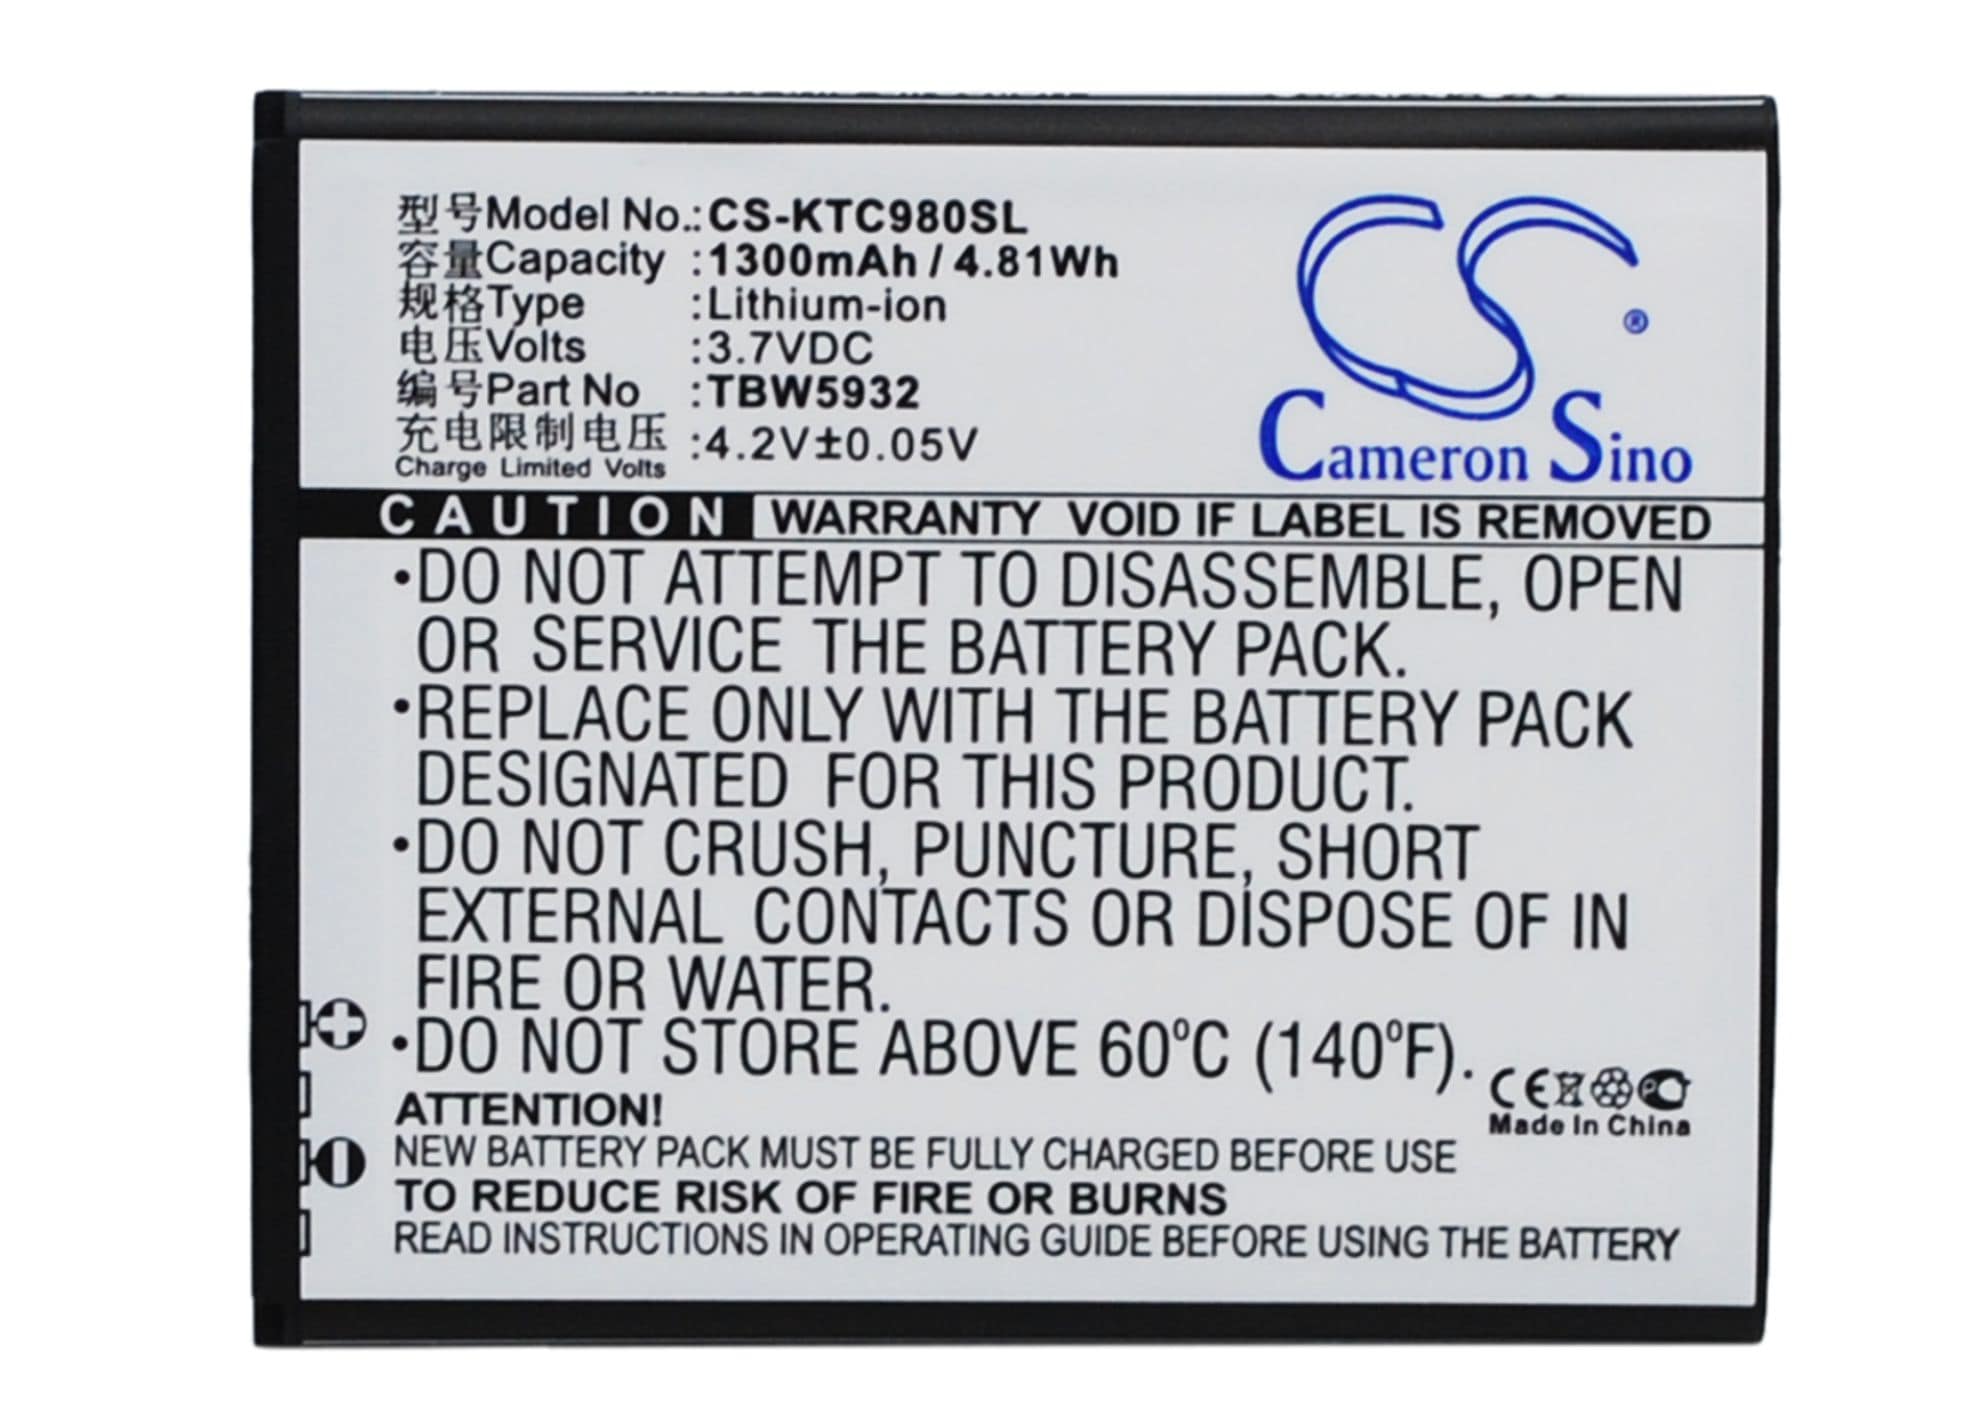 型号Model No.:CS-KTC980SL
容量Capacity :1300mAh / 4.81Wh
规格Type :Lithium-ion
电压Volts :3.7VDC
编号Part No :TBW5932
充电限制电压 :4.2V±0.05V
Charge Limited Volts
CS ®
Cameron Sino
CAUTION WARRANTY VOID IF LABEL IS REMOVED
•DO NOT ATTEMPT TO DISASSEMBLE, OPEN
OR SERVICE THE BATTERY PACK.
•REPLACE ONLY WITH THE BATTERY PACK
DESIGNATED FOR THIS PRODUCT.
•DO NOT CRUSH, PUNCTURE, SHORT
EXTERNAL CONTACTS OR DISPOSE OF IN
FIRE OR WATER.
•DO NOT STORE ABOVE 60°C (140°F).
CE
Made In China
ATTENTION!
NEW BATTERY PACK MUST BE FULLY CHARGED BEFORE USE
TO REDUCE RISK OF FIRE OR BURNS
READ INSTRUCTIONS IN OPERATING GUIDE BEFORE USING THE BATTERY